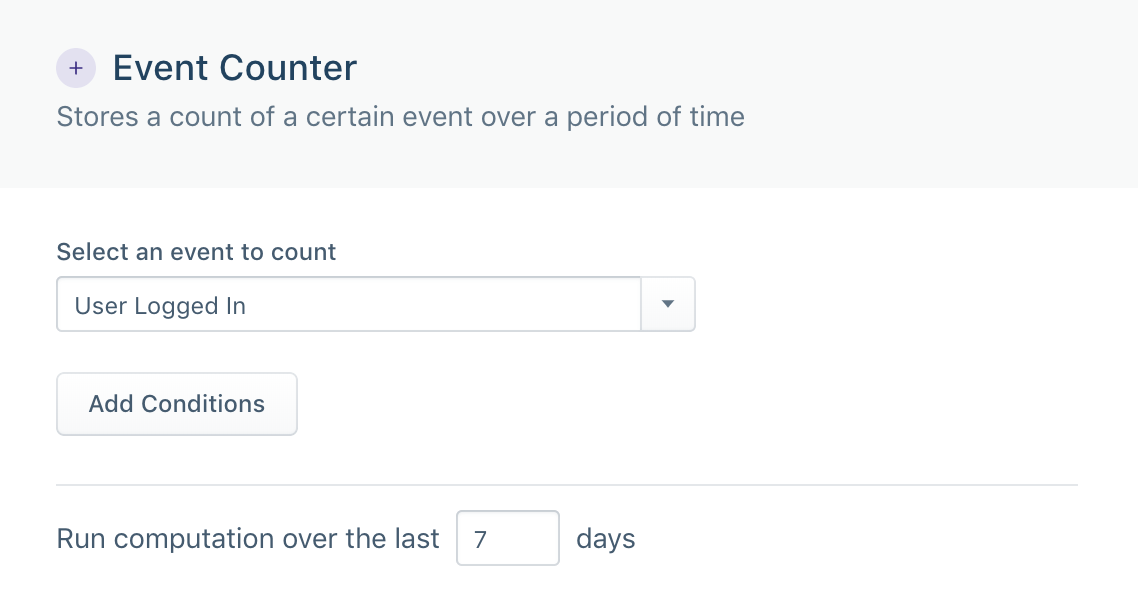 Event Counter
Stores a count of a certain event over a period of time
Select an event to count
User Logged In
Add Conditions
Run computation over the last 7 days